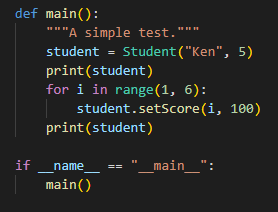 def main():
    """A simple test."""
    student = Student("Ken", 5)
    print(student)
    for i in range(1, 6):
        student.setScore(i, 100)
    print(student)

if __name__ == "__main__":
    main()